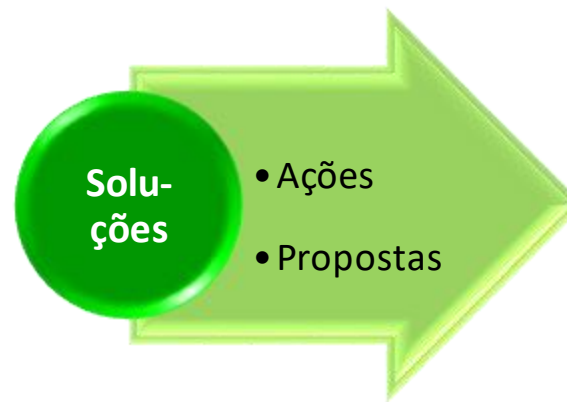 Solu-
ções
• Ações
• Propostas